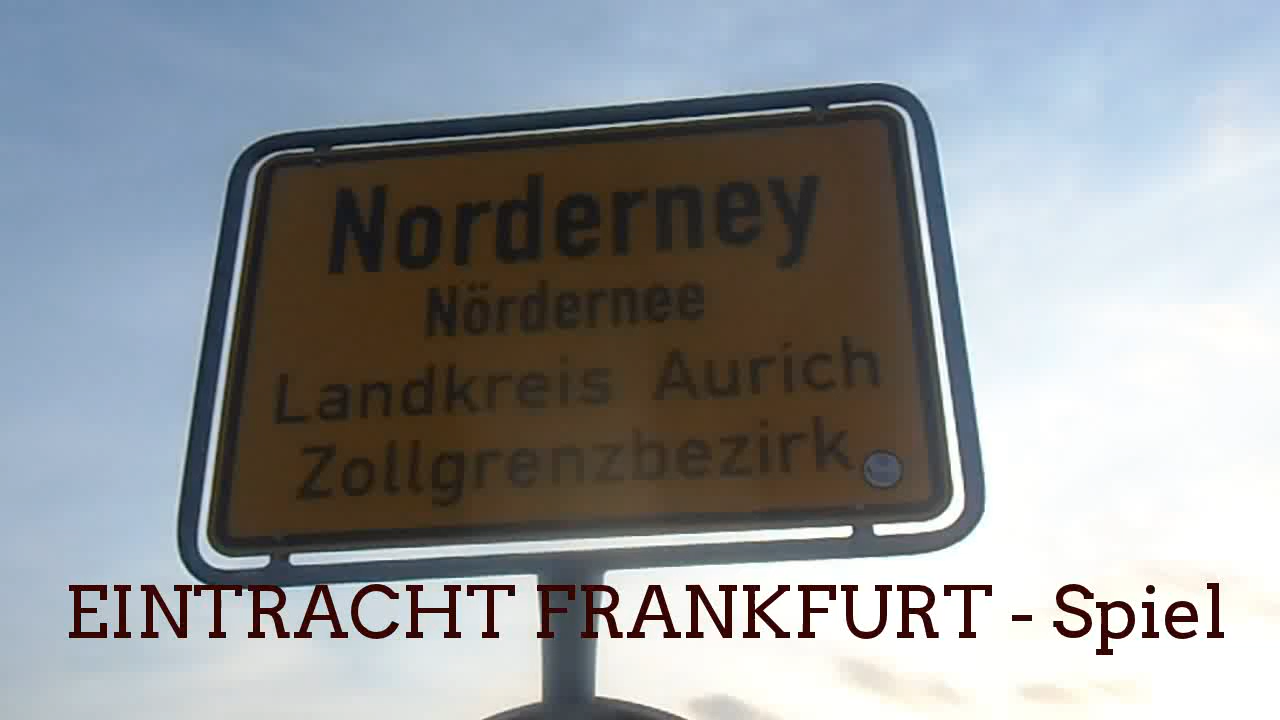 Norderney
Nördernee
Landkreis Aurich
Zollgrenzbezirk
EINTRACHT FRANKFURT - Spiel